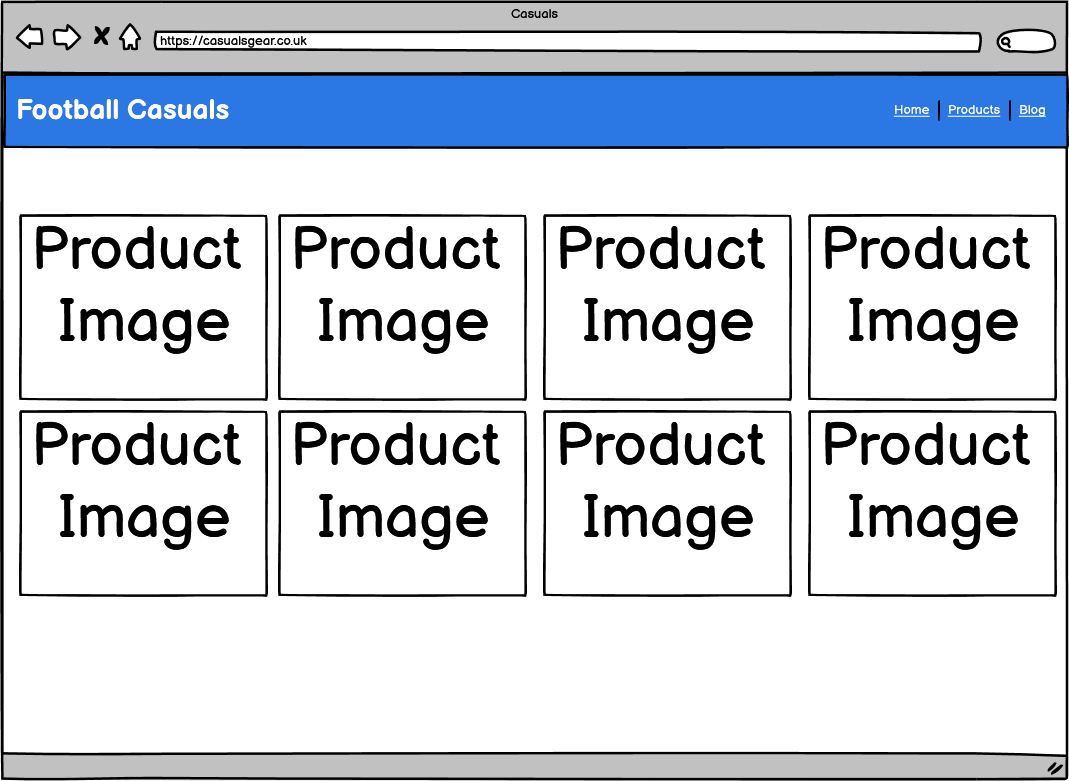 Casuals
https://casualsgear.co.uk
Football Casuals
Home Products Blog
Product Product Product Product
Image Image Image Image
Product Product Product Product
Image Image Image Image